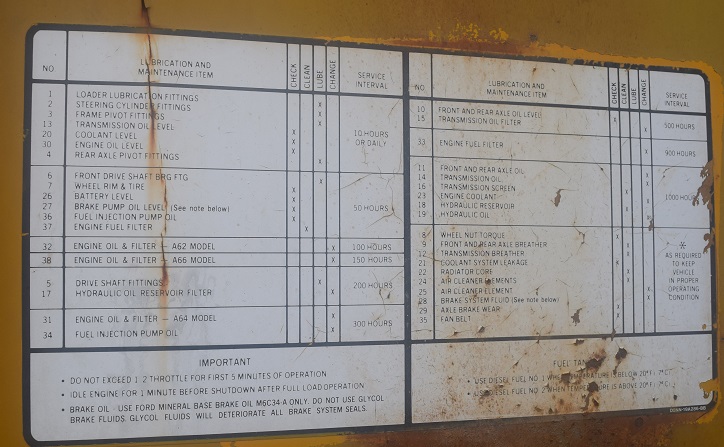 NO. LUBRICATION AND MAINTENANCE ITEM CHECK CLEAN LUBE CHANGE SERVICE INTERVAL
1 LOADER LUBRICATION FITTINGS X
2 STEERING CYLINDER FITTINGS X
3 FRAME PIVOT FITTINGS X
13 TRANSMISSION OIL LEVEL X
20 COOLANT LEVEL X
30 ENGINE OIL LEVEL X
4 REAR AXLE PIVOT FITTINGS X
10 HOURS OR DAILY
6 FRONT DRIVE SHAFT BRG FTG X
7 WHEEL RIM & TIRE X
26 BATTERY LEVEL X
27 BRAKE PUMP OIL LEVEL (See note below) X
36 FUEL INJECTION PUMP OIL X
37 ENGINE FUEL FILTER X
50 HOURS
32 ENGINE OIL & FILTER — A62 MODEL X 100 HOURS
38 ENGINE OIL & FILTER — A66 MODEL X 150 HOURS
5 DRIVE SHAFT FITTINGS X
17 HYDRAULIC OIL RESERVOIR FILTER X
200 HOURS
31 ENGINE OIL & FILTER — A64 MODEL X
34 FUEL INJECTION PUMP OIL X
300 HOURS
NO LUBRICATION AND MAINTENANCE ITEM CHECK CLEAN LUBE CHANGE SERVICE INTERVAL
10 FRONT AND REAR AXLE OIL LEVEL X
15 TRANSMISSION OIL FILTER X
500 HOURS
33 ENGINE FUEL FILTER X 900 HOURS
11 FRONT AND REAR AXLE OIL X
14 TRANSMISSION OIL X
16 TRANSMISSION SCREEN X
23 ENGINE COOLANT X
18 HYDRAULIC RESERVOIR X
19 HYDRAULIC OIL X
1000 HOURS
8 WHEEL NUT TORQUE X
9 FRONT AND REAR AXLE BREATHER X
12 TRANSMISSION BREATHER X
21 COOLANT SYSTEM LEAKAGE X
22 RADIATOR CORE X
24 AIR CLEANER ELEMENTS X
25 AIR CLEANER ELEMENT X
28 BRAKE SYSTEM FLUID (See note below) X
29 AXLE BRAKE WEAR X
35 FAN BELT X
* AS REQUIRED TO KEEP VEHICLE IN PROPER OPERATING CONDITION
IMPORTANT
• DO NOT EXCEED 1/2 THROTTLE FOR FIRST 5 MINUTES OF OPERATION
• IDLE ENGINE FOR 1 MINUTE BEFORE SHUTDOWN AFTER FULL LOAD OPERATION
• BRAKE OIL - USE FORD MINERAL BASE BRAKE OIL M6C34-A ONLY. DO NOT USE GLYCOL
BRAKE FLUIDS. GLYCOL FLUIDS WILL DETERIORATE ALL BRAKE SYSTEM SEALS.
FUEL TANK
• USE DIESEL FUEL NO. 1 WHEN TEMPERATURE IS BELOW 20°F (-7°C)
• USE DIESEL FUEL NO. 2 WHEN TEMPERATURE IS ABOVE 20°F (-7°C)